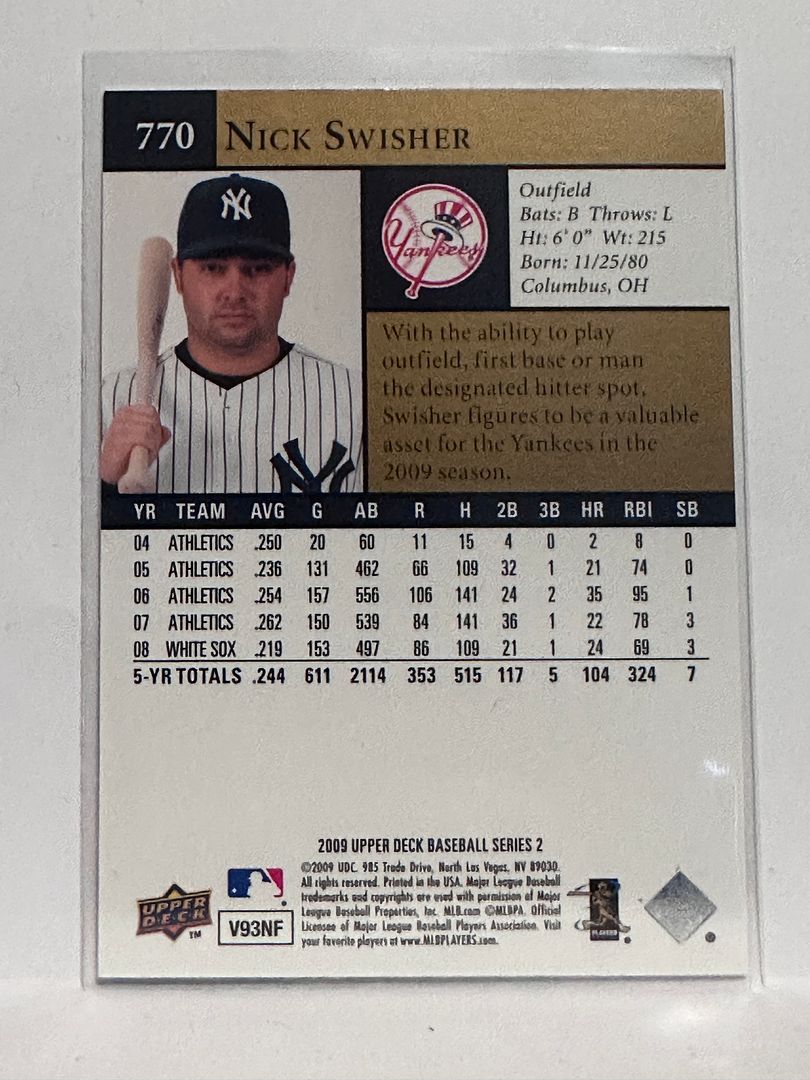 770 NICK SWISHER
NY
Yankees
Outfield
Bats: B Throws: L
Ht: 6' 0" Wt: 215
Born: 11/25/80
Columbus, OH
With the ability to play
outfield, first base or man
the designated hitter spot,
Swisher figures to be a valuable
asset for the Yankees in the
2009 season.
NY
YR TEAM AVG G AB R H 2B 3B HR RBI SB
04 ATHLETICS .250 20 60 11 15 4 0 2 8 0
05 ATHLETICS .236 131 462 66 109 32 1 21 74 0
06 ATHLETICS .254 157 556 106 141 24 2 35 95 1
07 ATHLETICS .262 150 539 84 141 36 1 22 78 3
08 WHITE SOX .219 153 497 86 109 21 1 24 69 3
5-YR TOTALS .244 611 2114 353 515 117 5 104 324 7
2009 UPPER DECK BASEBALL SERIES 2
©2009 UDC. 985 Trade Drive, North Las Vegas, NV 89030.
All rights reserved. Printed in the USA. Major League Baseball
trademarks and copyrights are used with permission of Major
League Baseball Properties, Inc. MLB.com ©MLBPA. Official
Licensee of Major League Baseball Players Association. Visit
your favorite players at www.MLBPLAYERS.com.
UPPER
DECK
TM
V93NF
PLAYERS